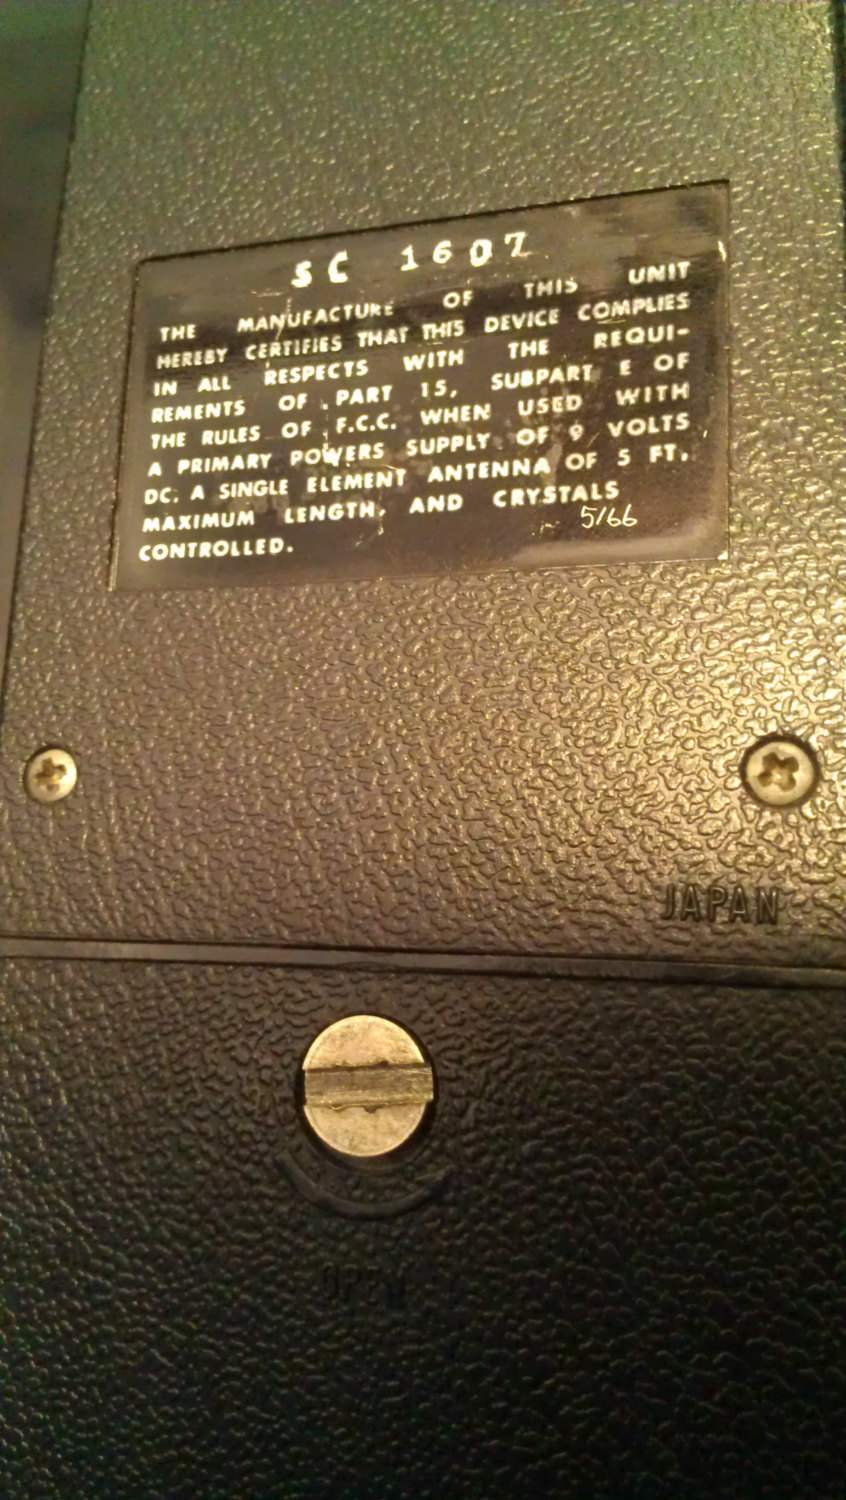 SC 1607
THE MANUFACTURE OF THIS UNIT
HEREBY CERTIFIES THAT THIS DEVICE COMPLIES
IN ALL RESPECTS WITH THE REQUI-
REMENTS OF PART 15, SUBPART E OF
THE RULES OF F.C.C. WHEN USED WITH
A PRIMARY POWERS SUPPLY OF 9 VOLTS
DC. A SINGLE ELEMENT ANTENNA OF 5 FT.
MAXIMUM LENGTH, AND CRYSTALS
CONTROLLED.
5/66
JAPAN
OPEN